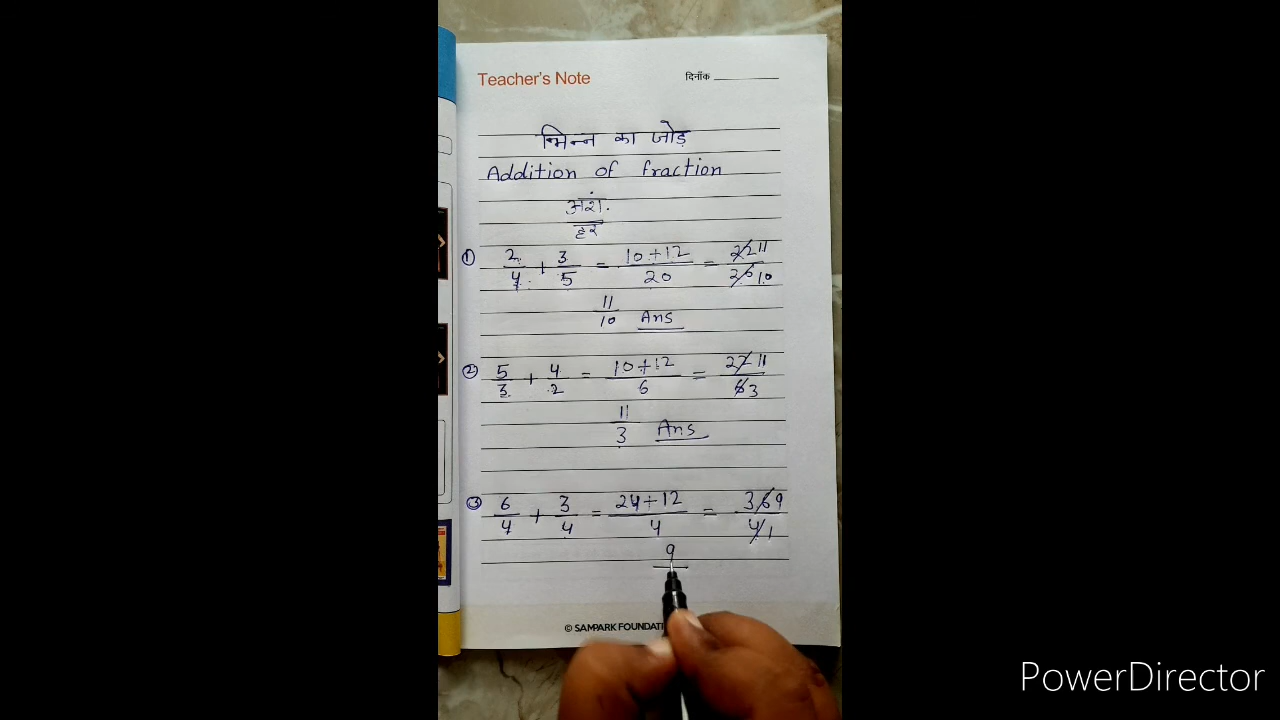 Teacher's Note दिनाँक
भिन्न का जोड़
Addition of fraction
अंश.
हर
① 2/4 + 3/5 = 10+12/20 = 22 11/20 10
11/10 Ans
② 5/3 + 4/2 = 10+12/6 = 22 11/6 3
11/3 Ans
③ 6/4 + 3/4 = 24+12/4 = 36 9/4 1
9
© SAMPARK FOUNDATI
PowerDirector